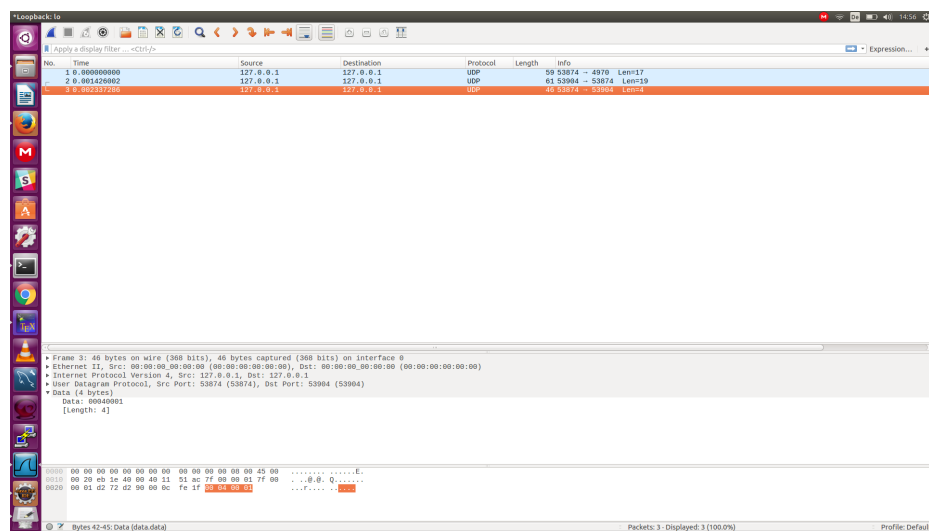 *Loopback: lo
De 14:56
Apply a display filter ... <Ctrl-/>
Expression... +
No. Time Source Destination Protocol Length Info
1 0.000000000 127.0.0.1 127.0.0.1 UDP 59 53874 → 4970 Len=17
2 0.001426002 127.0.0.1 127.0.0.1 UDP 61 53904 → 53874 Len=19
3 0.002337286 127.0.0.1 127.0.0.1 UDP 46 53874 → 53904 Len=4
Frame 3: 46 bytes on wire (368 bits), 46 bytes captured (368 bits) on interface 0
Ethernet II, Src: 00:00:00_00:00:00 (00:00:00:00:00:00), Dst: 00:00:00_00:00:00 (00:00:00:00:00:00)
Internet Protocol Version 4, Src: 127.0.0.1, Dst: 127.0.0.1
User Datagram Protocol, Src Port: 53874 (53874), Dst Port: 53904 (53904)
Data (4 bytes)
Data: 00040001
[Length: 4]
0000 00 00 00 00 00 00 00 00 00 00 00 00 08 00 45 00 ........ ......E.
0010 00 20 eb 1e 40 00 40 11 51 ac 7f 00 00 01 7f 00 . ..@.@. Q.......
0020 00 01 d2 72 d2 90 00 0c fe 1f 00 04 00 01 ...r.... ......
Bytes 42-45: Data (data.data)
Packets: 3 · Displayed: 3 (100.0%)
Profile: Defaul